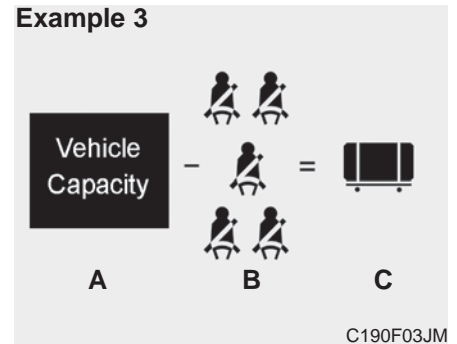 Example 3
Vehicle
Capacity
- =
A B C
C190F03JM